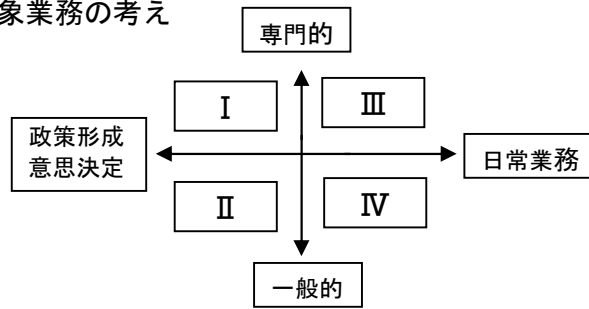 象業務の考え
専門的
Ⅰ
Ⅲ
政策形成
意思決定
日常業務
Ⅱ
Ⅳ
一般的